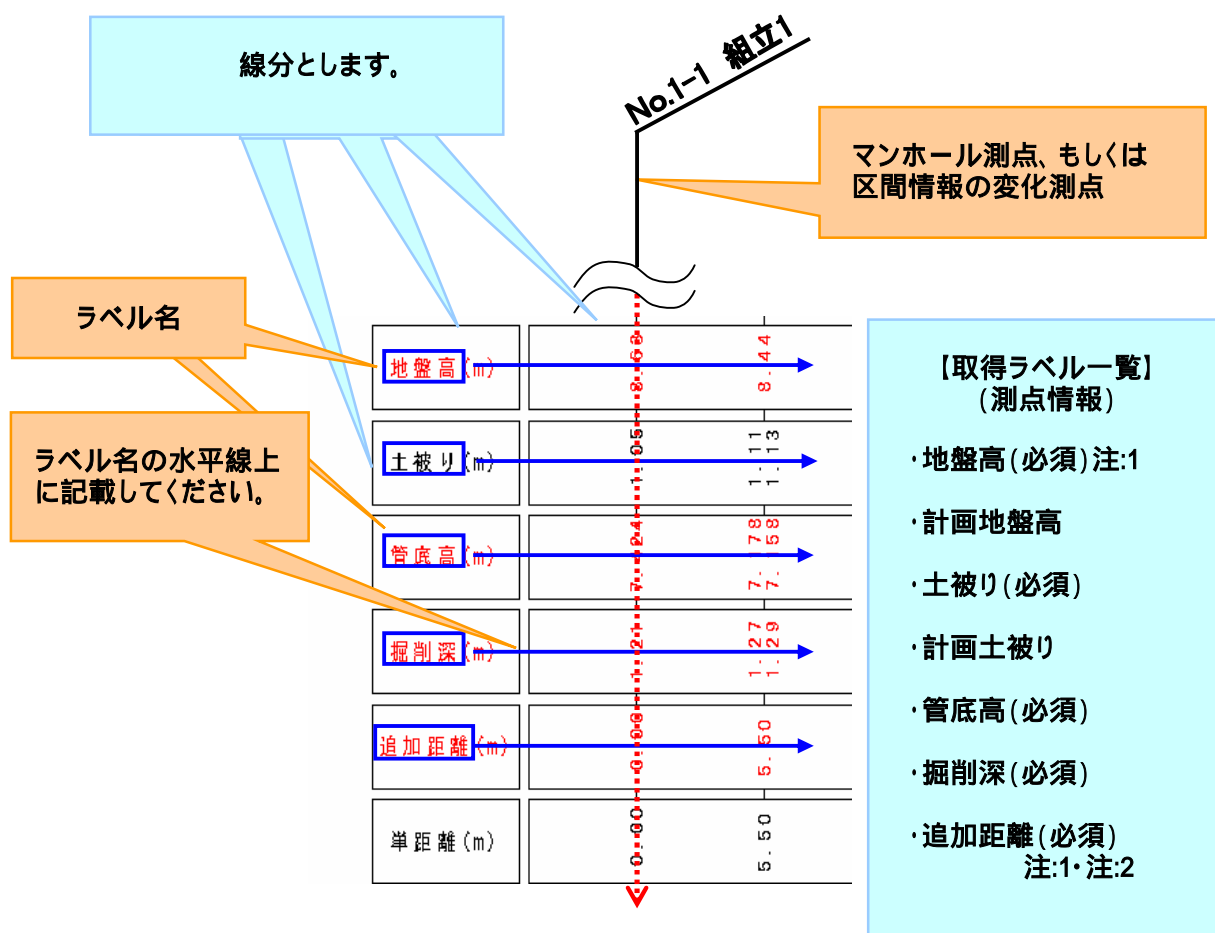 線分とします。
No.1-1 組立1
マンホール測点、もしくは
区間情報の変化測点
ラベル名
ラベル名の水平線上
に記載してください。
地盤高(m)
8.44
土被り(m)
1.05
1.11
1.13
管底高(m)
7.178
7.158
掘削深(m)
1.21
1.27
1.29
追加距離(m)
0.00
5.50
単距離(m)
0.00
5.50
【取得ラベル一覧】
(測点情報)
・地盤高(必須)注:1
・計画地盤高
・土被り(必須)
・計画土被り
・管底高(必須)
・掘削深(必須)
・追加距離(必須)
注:1・注:2